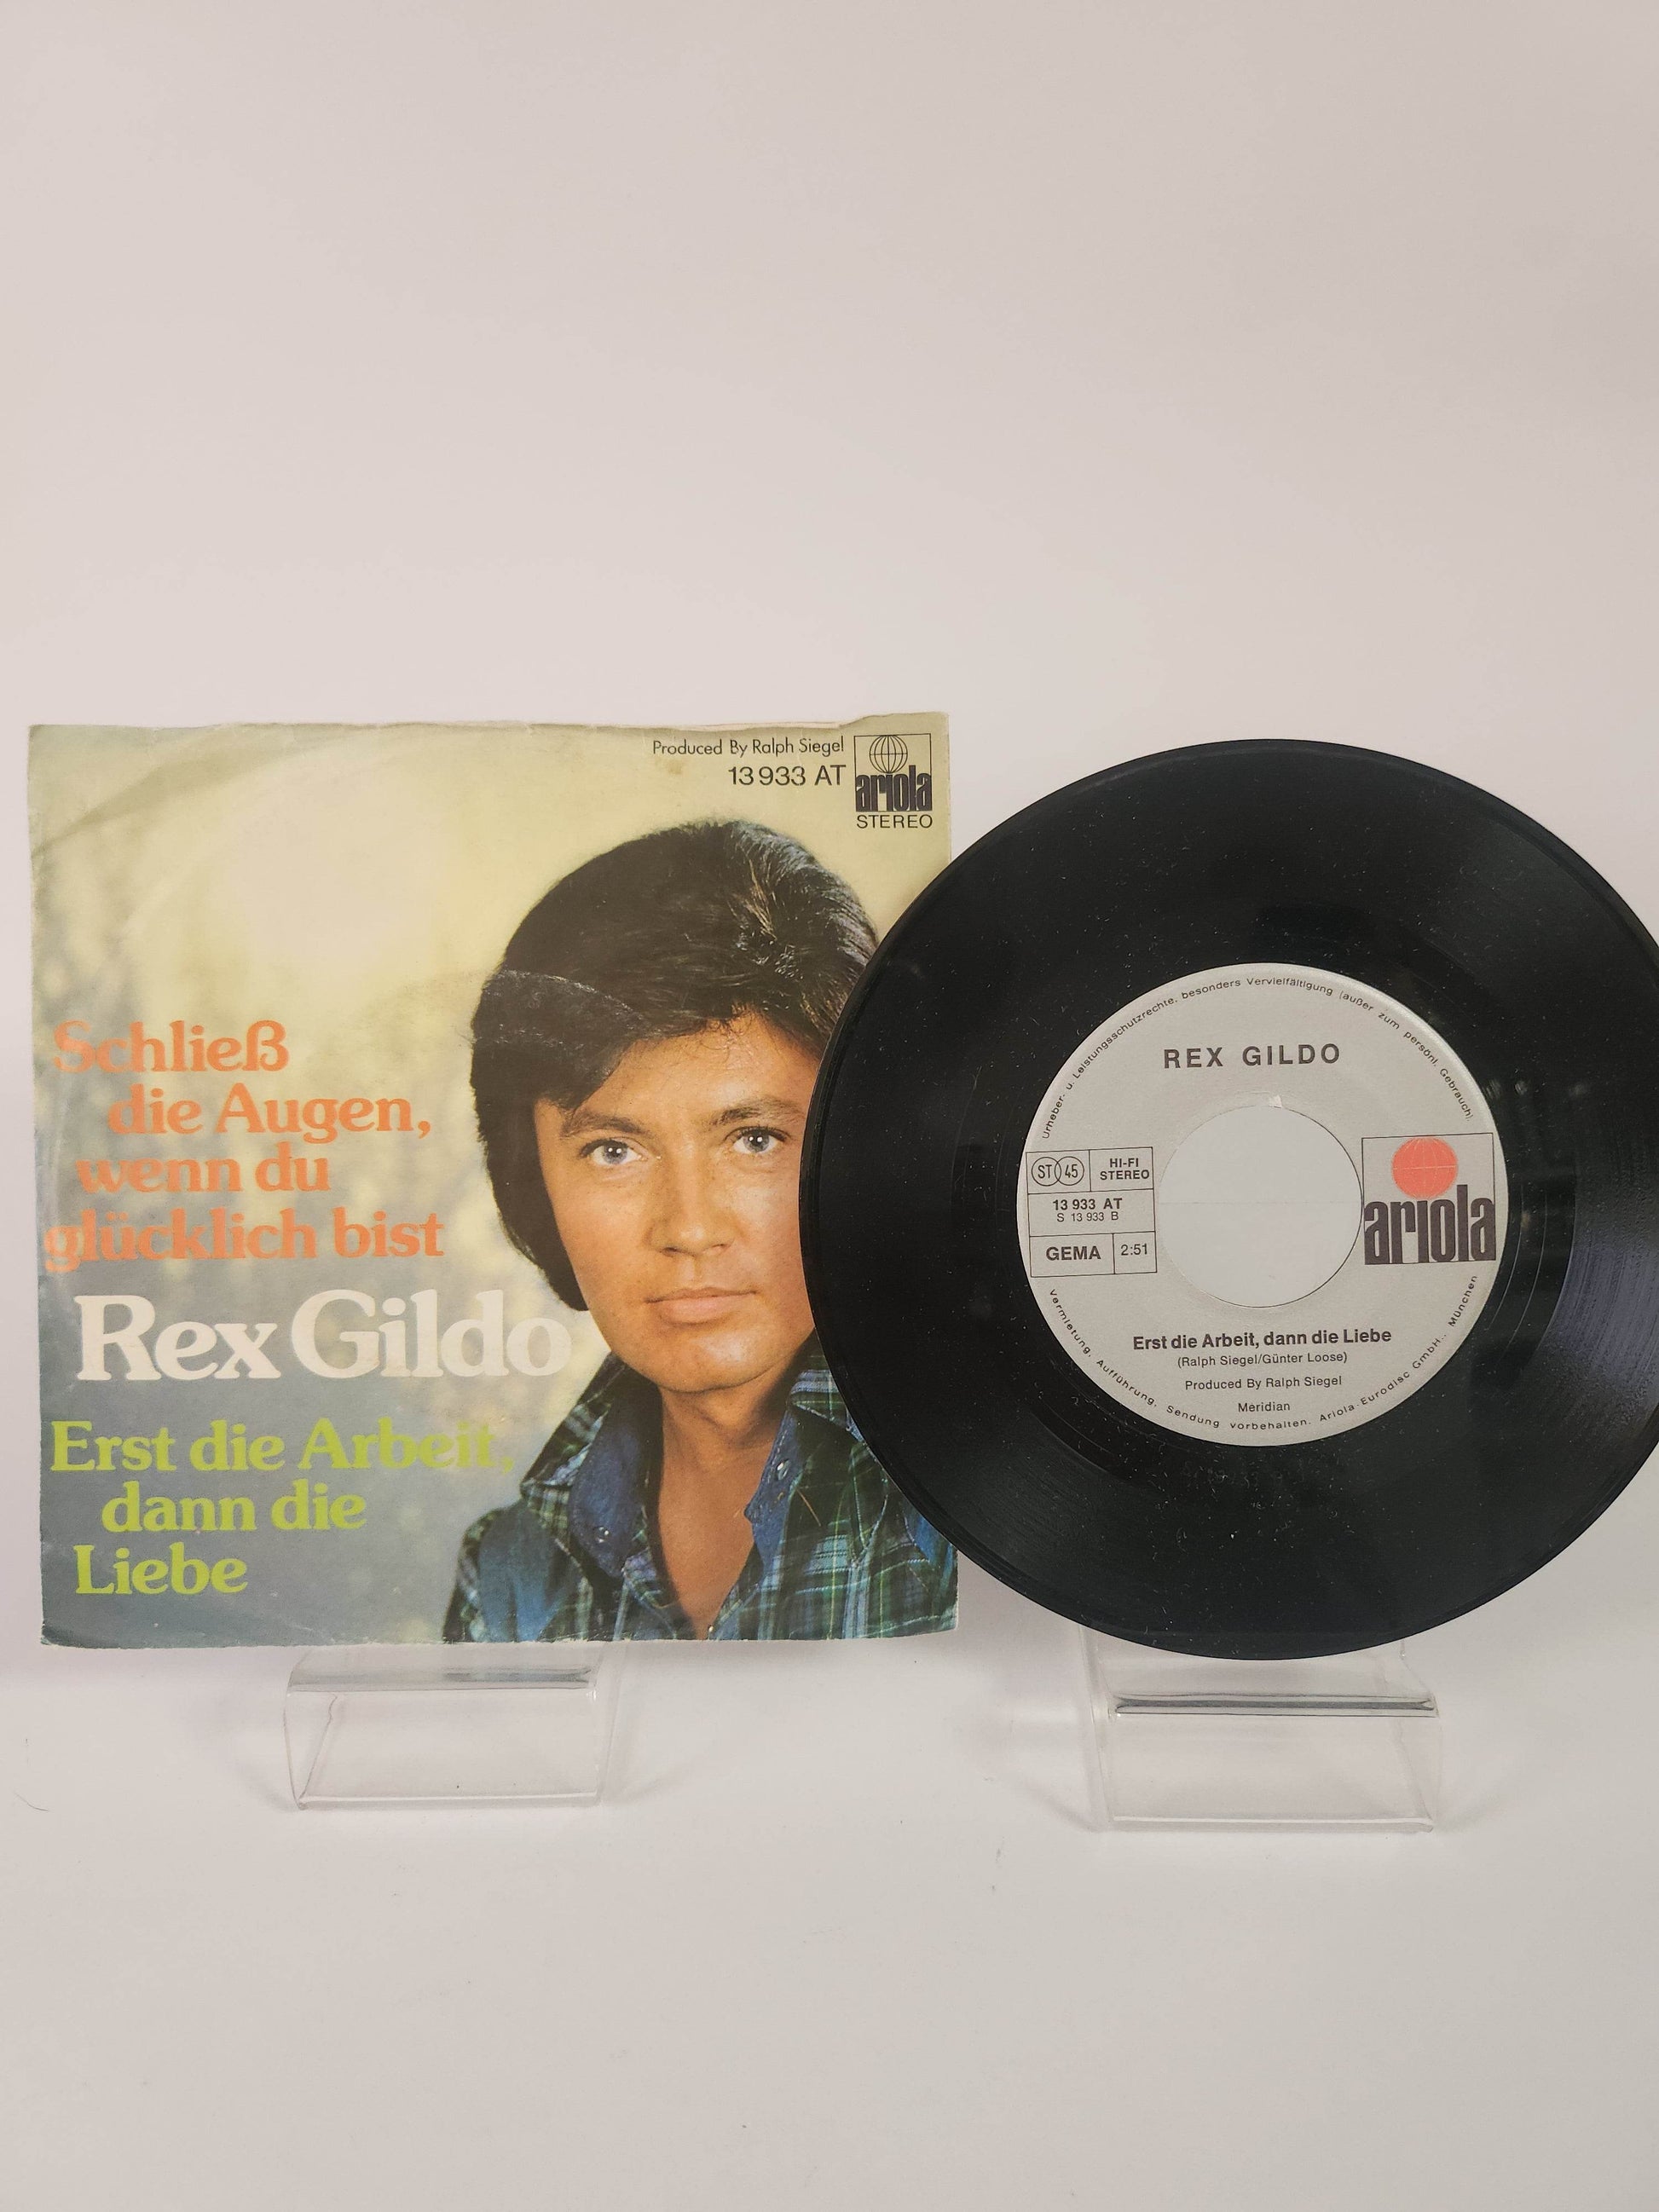 Produced By Ralph Siegel
13 933 AT
ariola
STEREO
Schließ
die Augen,
wenn du
glücklich bist
Rex Gildo
Erst die Arbeit,
dann die
Liebe
Urheber- u. Leistungsschutzrechte, besonders Vervielfältigung (außer zum persönl. Gebrauch)
REX GILDO
ST 45
HI-FI
STEREO
13 933 AT
S 13 933 B
GEMA
2:51
ariola
Erst die Arbeit, dann die Liebe
(Ralph Siegel/Günter Loose)
Produced By Ralph Siegel
Meridian
Vermietung, Aufführung, Sendung vorbehalten. Ariola-Eurodisc GmbH., München